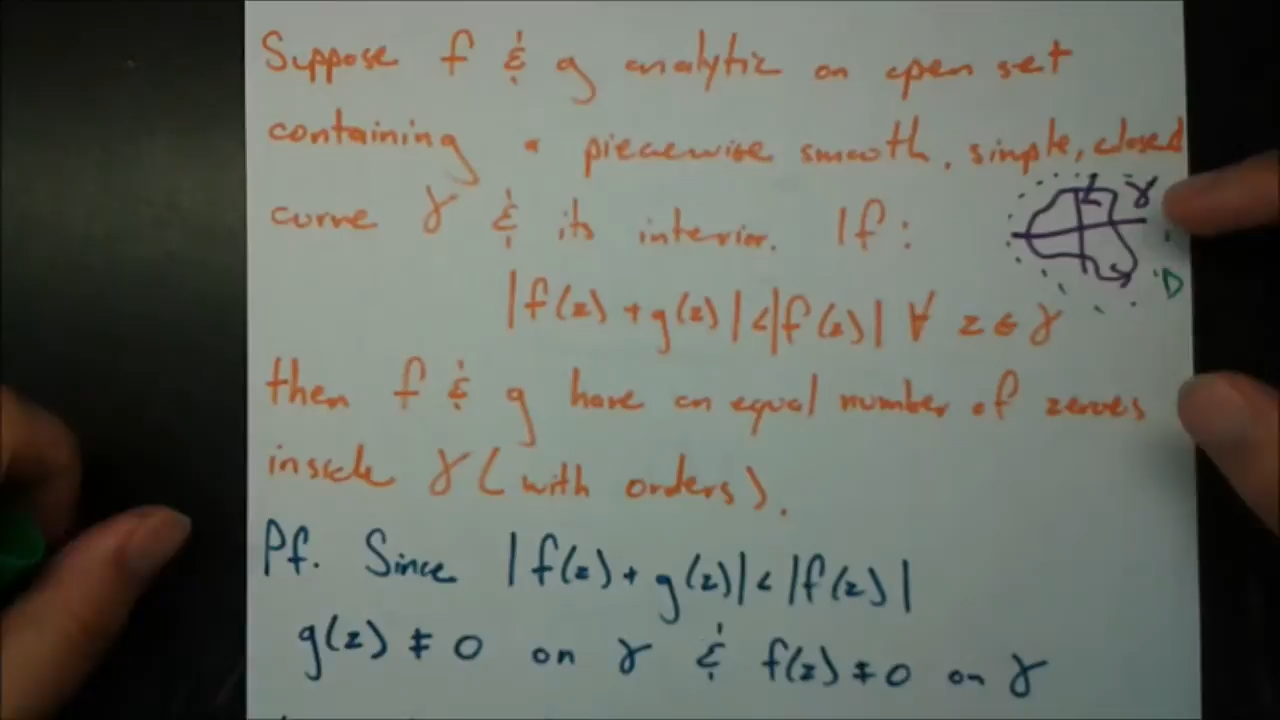 Suppose f & g analytic on open set
containing a piecewise smooth, simple, closed
curve γ & its interior. If:
γ
D
|f(z) + g(z)| < |f(z)| ∀ z ∈ γ
then f & g have an equal number of zeroes
inside γ (with orders).
Pf. Since |f(z) + g(z)| < |f(z)|
g(z) ≠ 0 on γ & f(z) ≠ 0 on γ